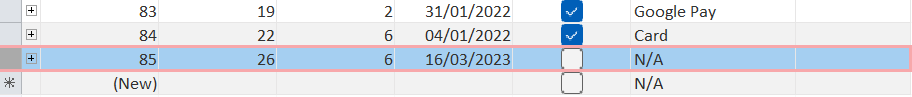 83 19 2 31/01/2022 Google Pay
84 22 6 04/01/2022 Card
85 26 6 16/03/2023 N/A
(New) N/A